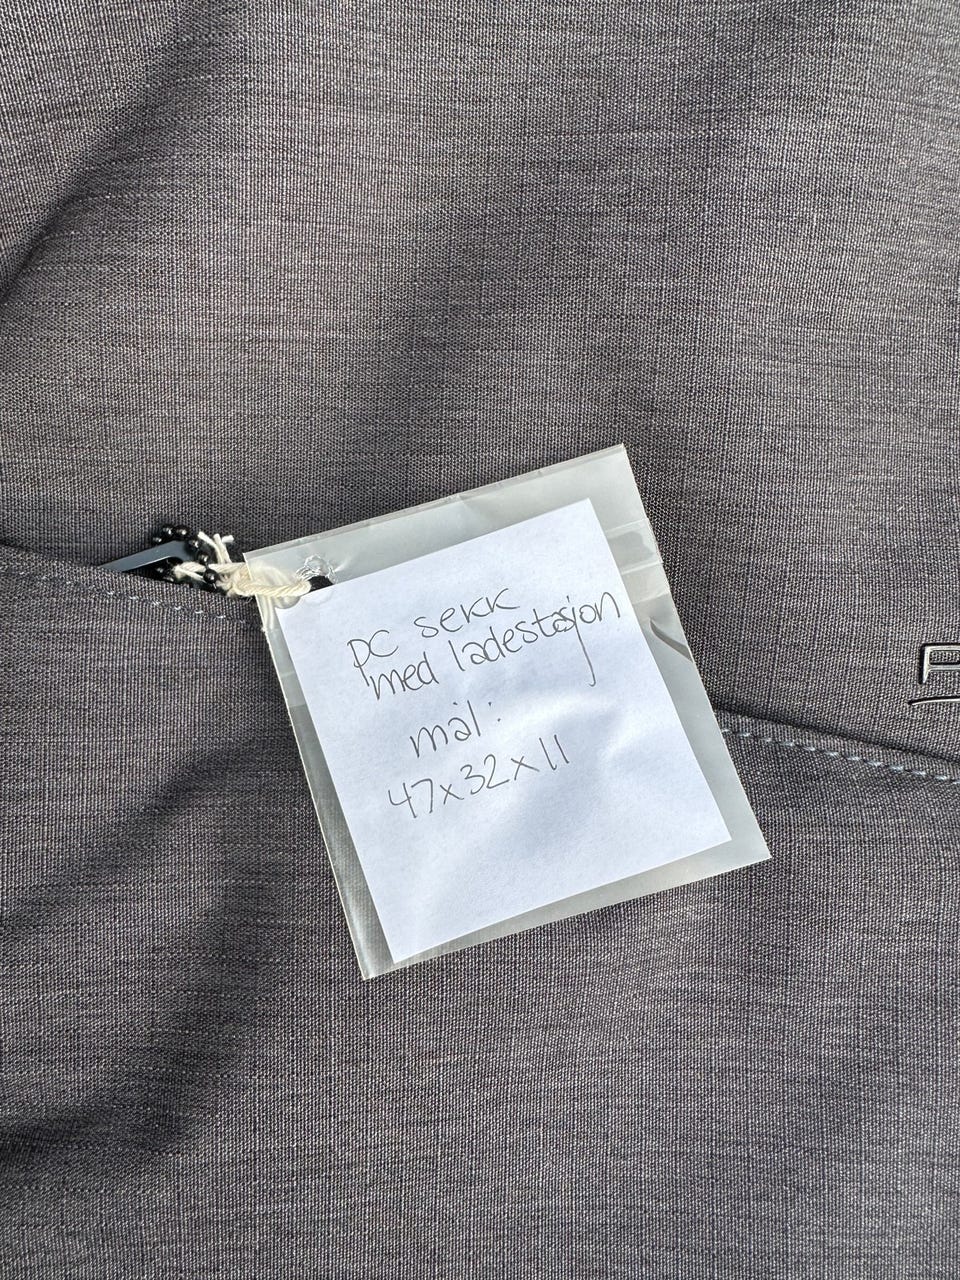 PC sekk
med ladestasjon
mål:
47x32x11